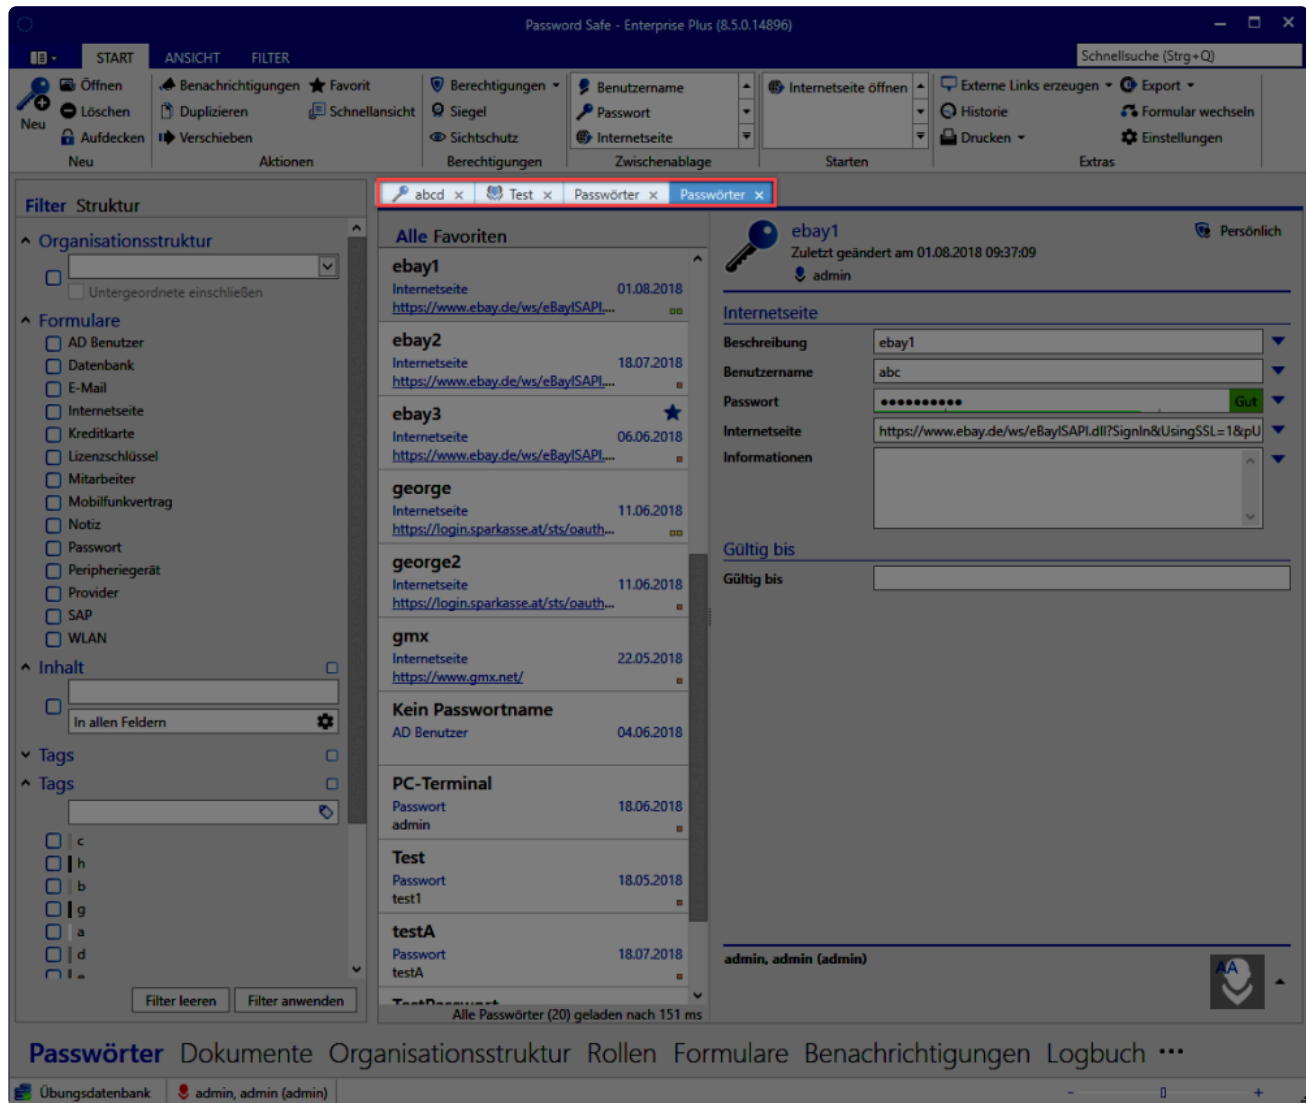 Password Safe - Enterprise Plus (8.5.0.14896)
START ANSICHT FILTER
Schnellsuche (Strg+Q)
Neu
Öffnen
Löschen
Aufdecken
Neu
Benachrichtigungen
Duplizieren
Verschieben
Favorit
Schnellansicht
Aktionen
Berechtigungen
Siegel
Sichtschutz
Berechtigungen
Benutzername
Passwort
Internetseite
Zwischenablage
Internetseite öffnen
Starten
Externe Links erzeugen
Historie
Drucken
Export
Formular wechseln
Einstellungen
Extras
abcd × Test × Passwörter × Passwörter ×
Filter Struktur
Organisationsstruktur
Untergeordnete einschließen
Formulare
AD Benutzer
Datenbank
E-Mail
Internetseite
Kreditkarte
Lizenzschlüssel
Mitarbeiter
Mobilfunkvertrag
Notiz
Passwort
Peripheriegerät
Provider
SAP
WLAN
Inhalt
In allen Feldern
Tags
Tags
c
h
b
g
a
d
Filter leeren Filter anwenden
Alle Favoriten
ebay1
Internetseite 01.08.2018
https://www.ebay.de/ws/eBayISAPI....
ebay2
Internetseite 18.07.2018
https://www.ebay.de/ws/eBayISAPI....
ebay3
Internetseite 06.06.2018
https://www.ebay.de/ws/eBayISAPI....
george
Internetseite 11.06.2018
https://login.sparkasse.at/sts/oauth...
george2
Internetseite 11.06.2018
https://login.sparkasse.at/sts/oauth...
gmx
Internetseite 22.05.2018
https://www.gmx.net/
Kein Passwortname
AD Benutzer 04.06.2018
PC-Terminal
Passwort 18.06.2018
admin
Test
Passwort 18.05.2018
test1
testA
Passwort 18.07.2018
testA
TestPasswort
Alle Passwörter (20) geladen nach 151 ms
ebay1
Zuletzt geändert am 01.08.2018 09:37:09
admin
Persönlich
Internetseite
Beschreibung ebay1
Benutzername abc
Passwort ●●●●●●●●●● Gut
Internetseite https://www.ebay.de/ws/eBayISAPI.dll?SignIn&UsingSSL=1&pU
Informationen
Gültig bis
Gültig bis
admin, admin (admin)
AA
Passwörter Dokumente Organisationsstruktur Rollen Formulare Benachrichtigungen Logbuch •••
Übungsdatenbank admin, admin (admin) - +